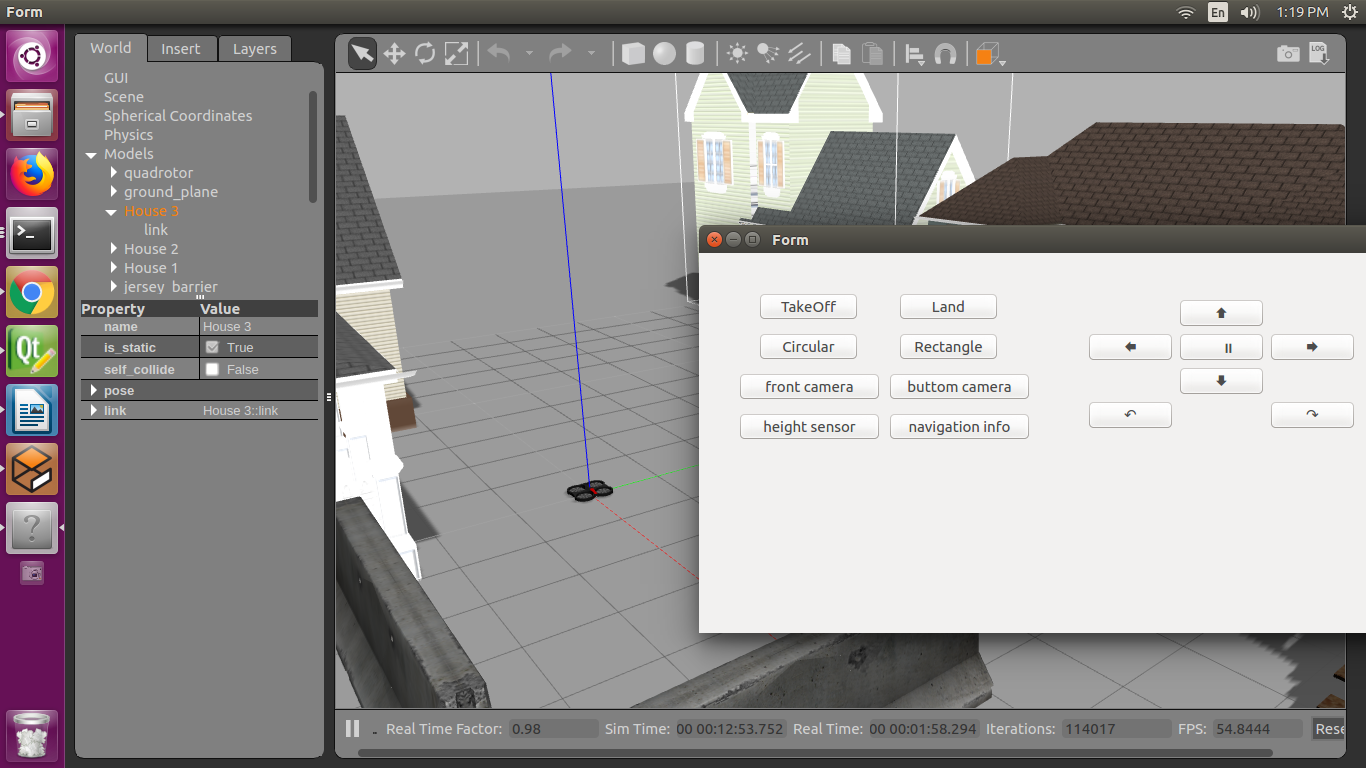 Form
En
1:19 PM
World Insert Layers
LOG
GUI
Scene
Spherical Coordinates
Physics
Models
quadrotor
ground_plane
House 3
link
House 2
House 1
jersey_barrier
Property Value
name House 3
is_static True
self_collide False
pose
link House 3::link
Qt
Form
TakeOff Land
Circular Rectangle
front camera buttom camera
height sensor navigation info
Real Time Factor: 0.98 Sim Time: 00 00:12:53.752 Real Time: 00 00:01:58.294 Iterations: 114017 FPS: 54.8444 Rese